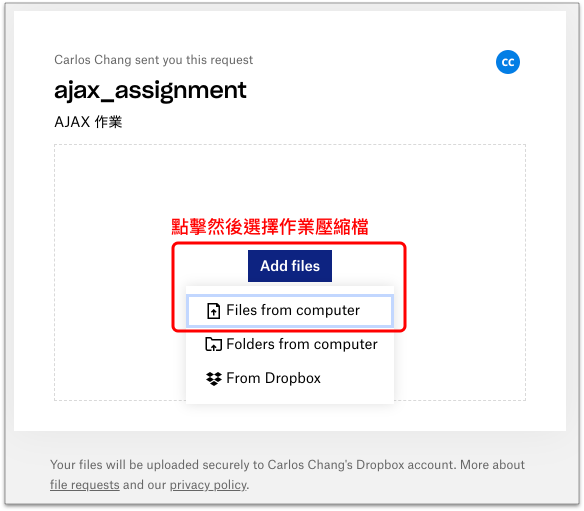 Carlos Chang sent you this request
CC
ajax_assignment
AJAX 作業
點擊然後選擇作業壓縮檔
Add files
Files from computer
Folders from computer
From Dropbox
Your files will be uploaded securely to Carlos Chang's Dropbox account. More about
file requests and our privacy policy.